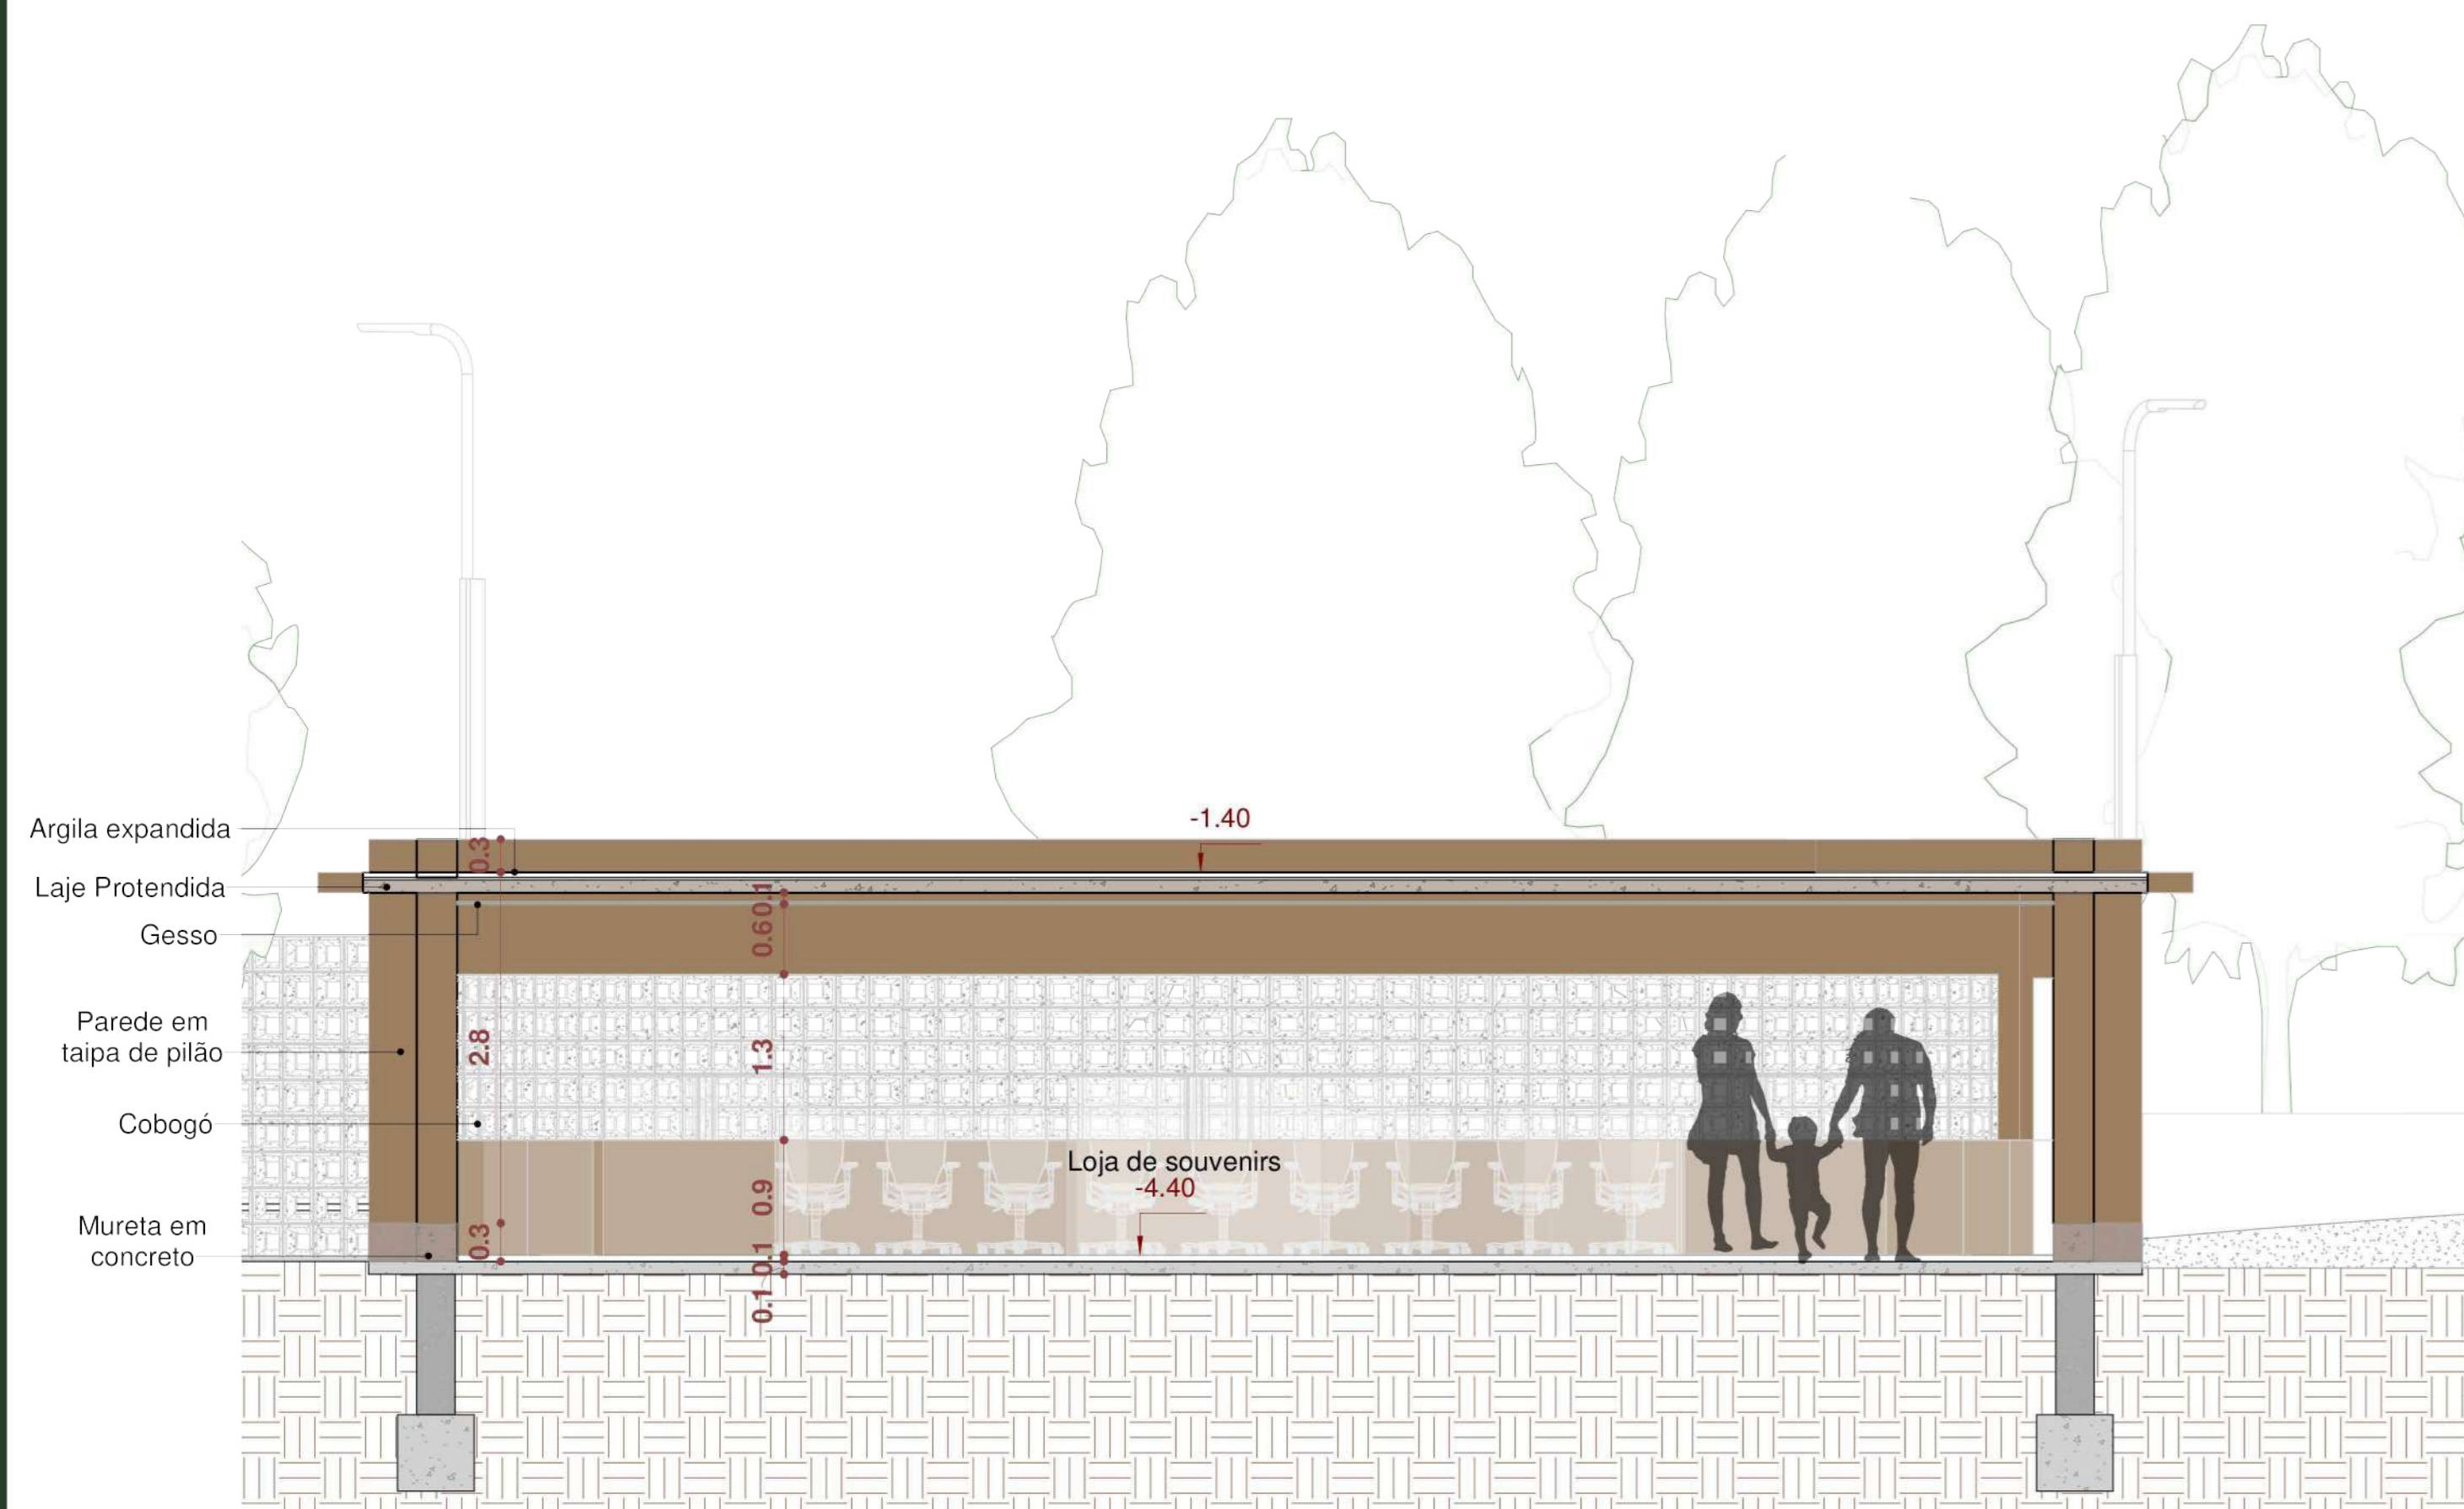 Argila expandida
Laje Protendida
Gesso
Parede em
taipa de pilão
Cobogó
Mureta em
concreto
0.3
2.8
0.3
0.1
0.6
1.3
0.9
0.1
0.1
-1.40
Loja de souvenirs
-4.40